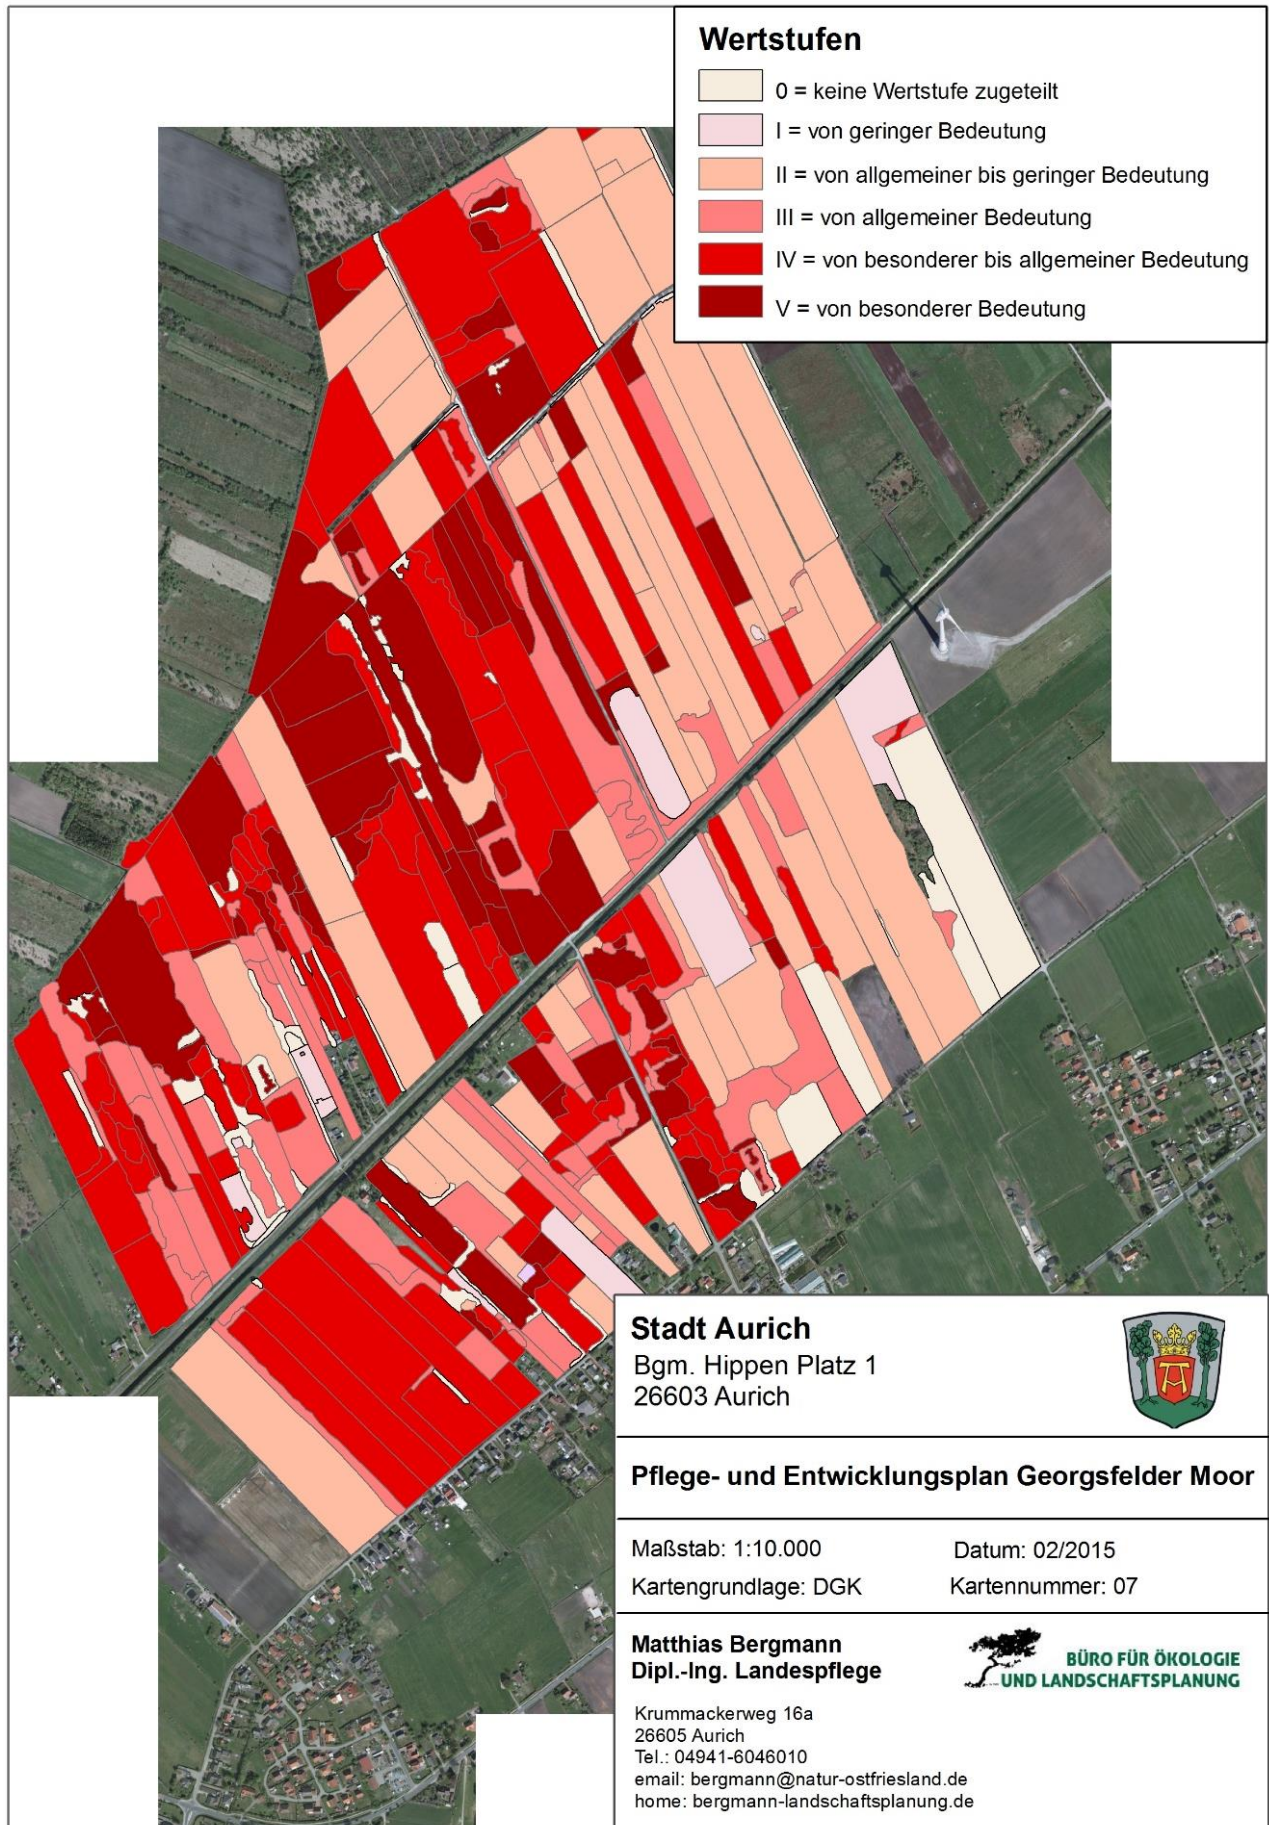 Wertstufen
0 = keine Wertstufe zugeteilt
I = von geringer Bedeutung
II = von allgemeiner bis geringer Bedeutung
III = von allgemeiner Bedeutung
IV = von besonderer bis allgemeiner Bedeutung
V = von besonderer Bedeutung
Stadt Aurich
Bgm. Hippen Platz 1
26603 Aurich
Pflege- und Entwicklungsplan Georgsfelder Moor
Maßstab: 1:10.000 Datum: 02/2015
Kartengrundlage: DGK Kartennummer: 07
Matthias Bergmann
Dipl.-Ing. Landespflege
BÜRO FÜR ÖKOLOGIE
UND LANDSCHAFTSPLANUNG
Krummackerweg 16a
26605 Aurich
Tel.: 04941-6046010
email: bergmann@natur-ostfriesland.de
home: bergmann-landschaftsplanung.de